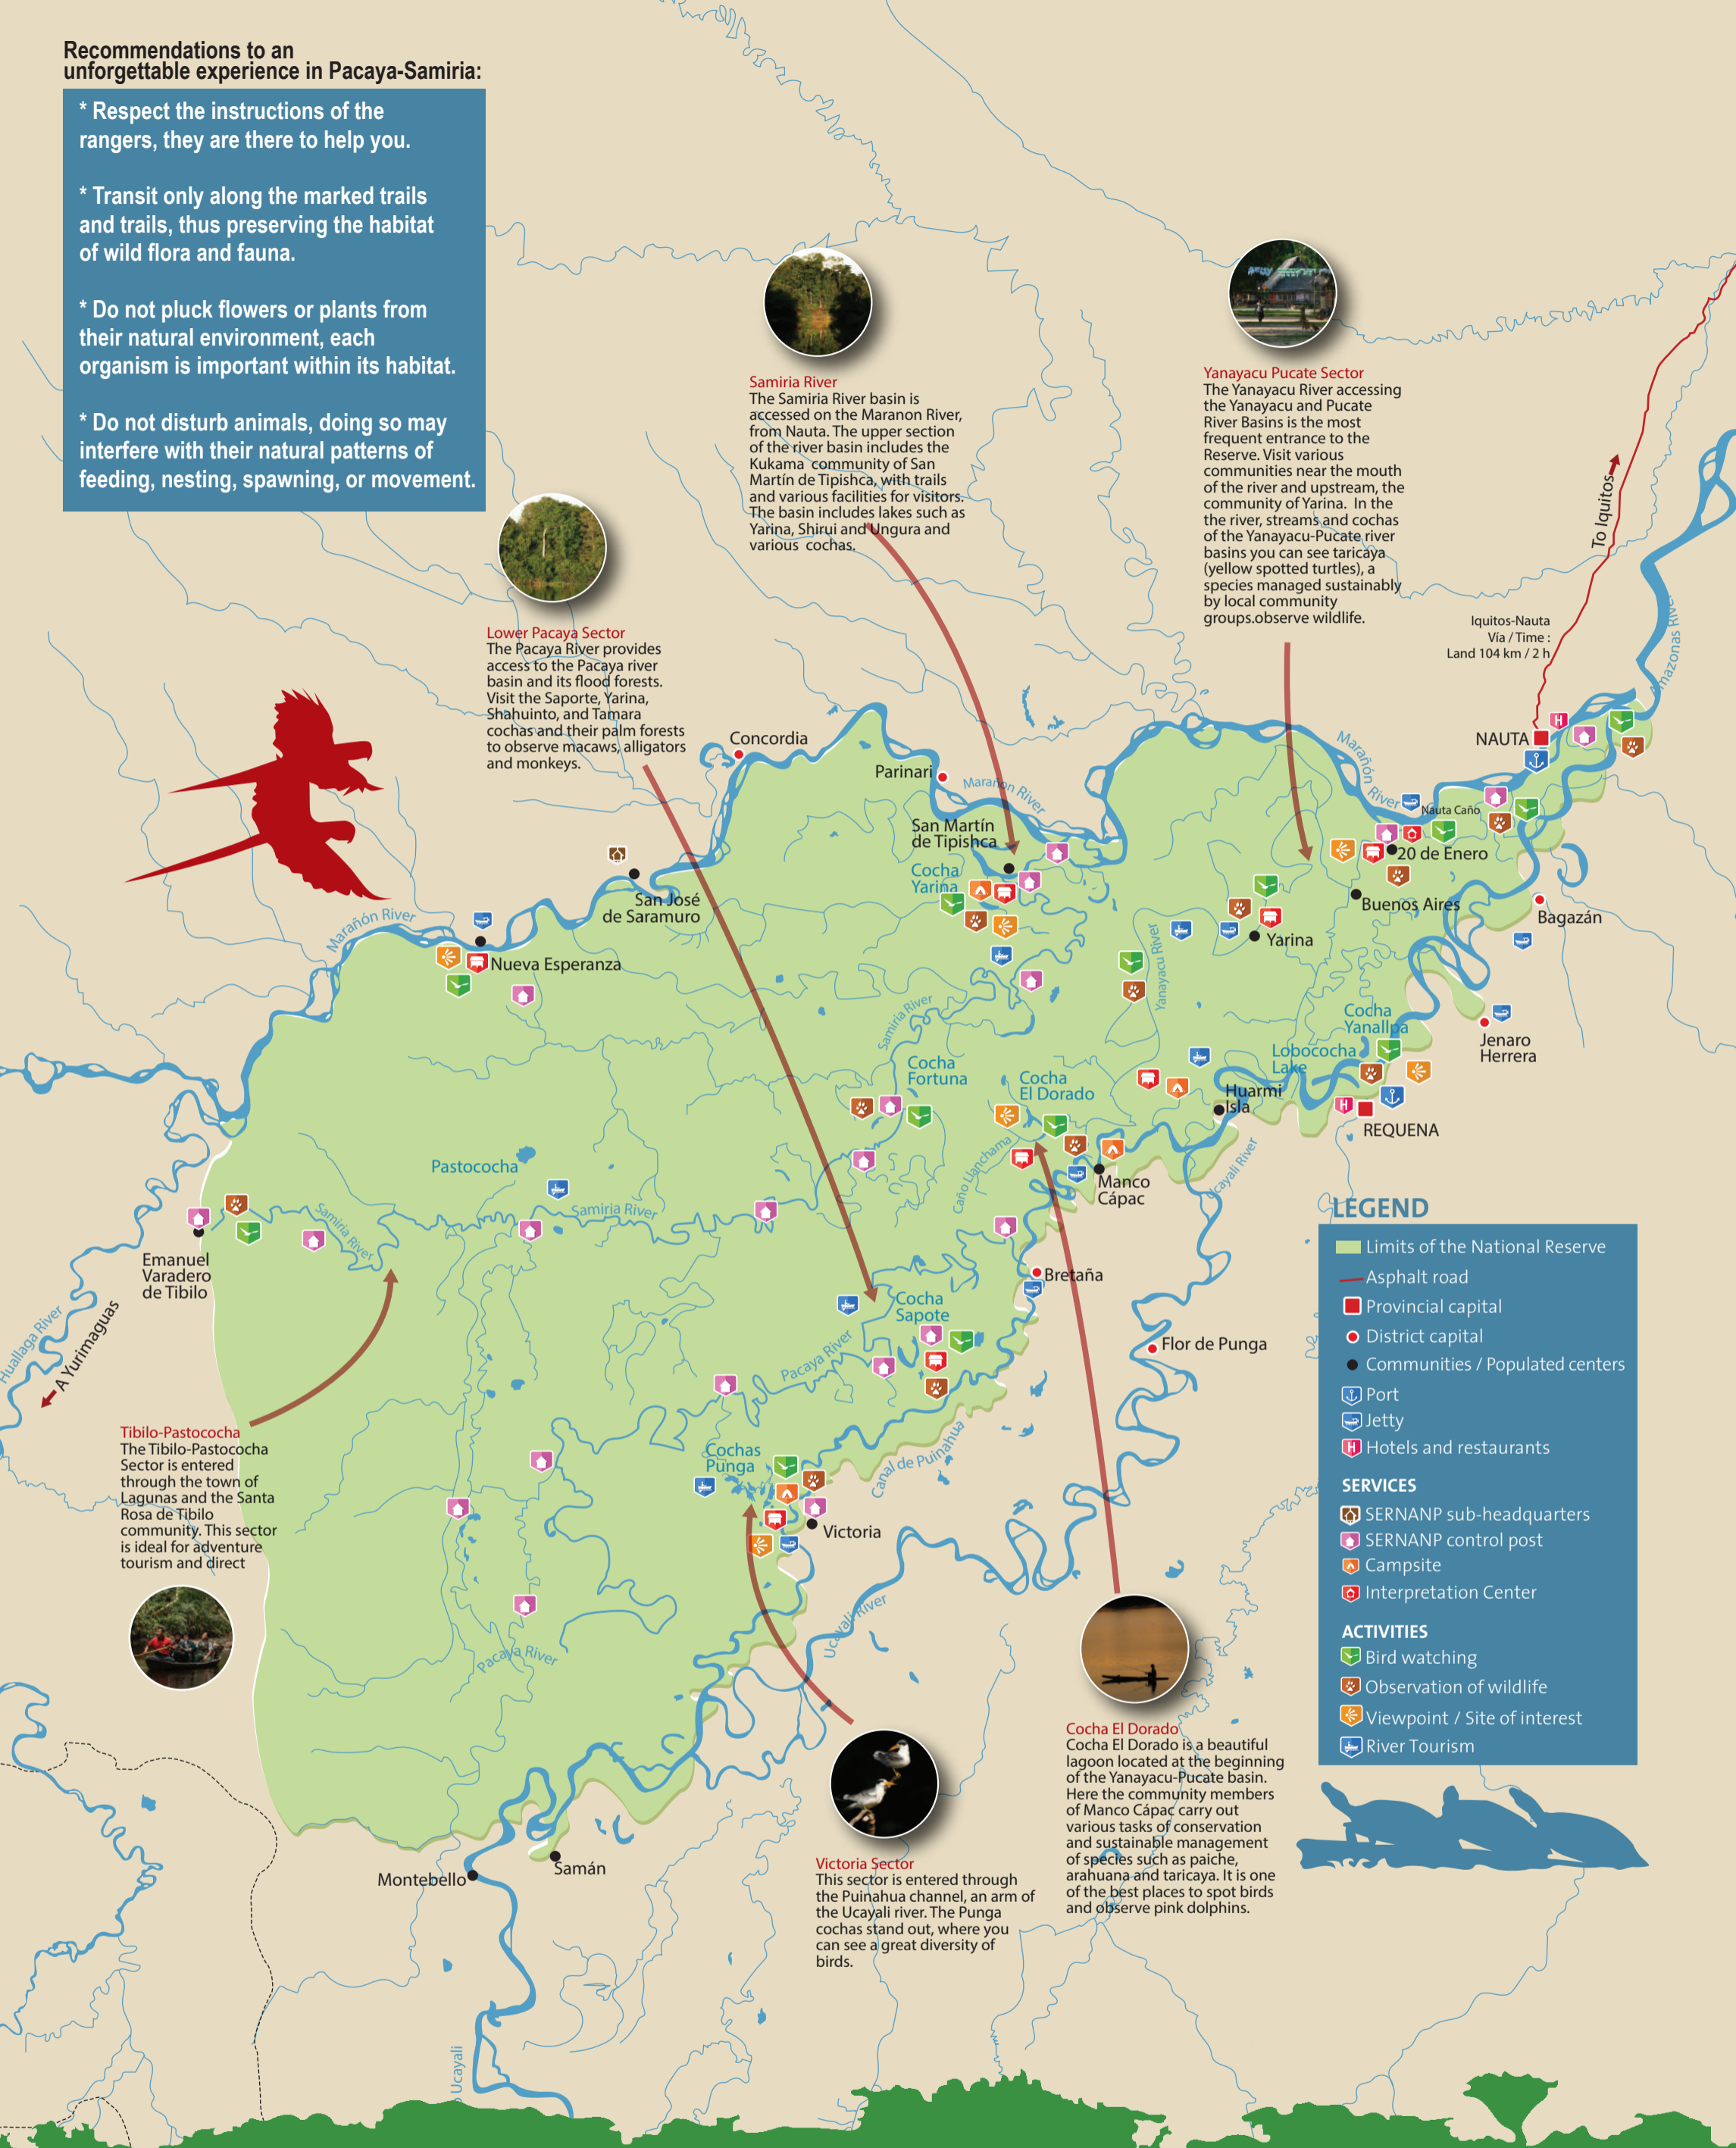 Recommendations to an
unforgettable experience in Pacaya-Samiria:
* Respect the instructions of the
rangers, they are there to help you.
* Transit only along the marked trails
and trails, thus preserving the habitat
of wild flora and fauna.
* Do not pluck flowers or plants from
their natural environment, each
organism is important within its habitat.
* Do not disturb animals, doing so may
interfere with their natural patterns of
feeding, nesting, spawning, or movement.
Samiria River
The Samiria River basin is
accessed on the Maranon River,
from Nauta. The upper section
of the river basin includes the
Kukama community of San
Martín de Tipishca, with trails
and various facilities for visitors.
The basin includes lakes such as
Yarina, Shirui and Ungura and
various cochas.
Yanayacu Pucate Sector
The Yanayacu River accessing
the Yanayacu and Pucate
River Basins is the most
frequent entrance to the
Reserve. Visit various
communities near the mouth
of the river and upstream, the
community of Yarina. In the
the river, streams and cochas
of the Yanayacu-Pucate river
basins you can see taricaya
(yellow spotted turtles), a
species managed sustainably
by local community
groups.observe wildlife.
To Iquitos
Iquitos-Nauta
Vía / Time :
Land 104 km / 2 h
Amazonas River
Lower Pacaya Sector
The Pacaya River provides
access to the Pacaya river
basin and its flood forests.
Visit the Saporte, Yarina,
Shahuinto, and Tamara
cochas and their palm forests
to observe macaws, alligators
and monkeys.
Concordia
Parinari
Marañon River
Marañón River
NAUTA
H
Nauta Caño
San Martín
de Tipishca
Cocha
Yarina
20 de Enero
Buenos Aires
Bagazán
San José
de Saramuro
Marañón River
Nueva Esperanza
Yarina
Yanayacu River
Samiria River
Cocha
Yanallpa
Jenaro
Herrera
Lobococha
Lake
Cocha
Fortuna
Cocha
El Dorado
Huarmi
Isla
H
REQUENA
Caño Llanchama
Manco
Cápac
Ucayali River
Pastococha
Samiria River
Samiria River
Emanuel
Varadero
de Tibilo
Huallaga River
A Yurimaguas
Bretaña
Cocha
Sapote
Pacaya River
Flor de Punga
Tibilo-Pastococha
The Tibilo-Pastococha
Sector is entered
through the town of
Lagunas and the Santa
Rosa de Tibilo
community. This sector
is ideal for adventure
tourism and direct
Cochas
Punga
Canal de Puinahua
Victoria
Ucayali River
Pacaya River
LEGEND
Limits of the National Reserve
Asphalt road
Provincial capital
District capital
Communities / Populated centers
Port
Jetty
H Hotels and restaurants
SERVICES
SERNANP sub-headquarters
SERNANP control post
Campsite
Interpretation Center
ACTIVITIES
Bird watching
Observation of wildlife
Viewpoint / Site of interest
River Tourism
Cocha El Dorado
Cocha El Dorado is a beautiful
lagoon located at the beginning
of the Yanayacu-Pucate basin.
Here the community members
of Manco Cápac carry out
various tasks of conservation
and sustainable management
of species such as paiche,
arahuana and taricaya. It is one
of the best places to spot birds
and observe pink dolphins.
Victoria Sector
This sector is entered through
the Puinahua channel, an arm of
the Ucayali river. The Punga
cochas stand out, where you
can see a great diversity of
birds.
Montebello
Samán
o Ucayali